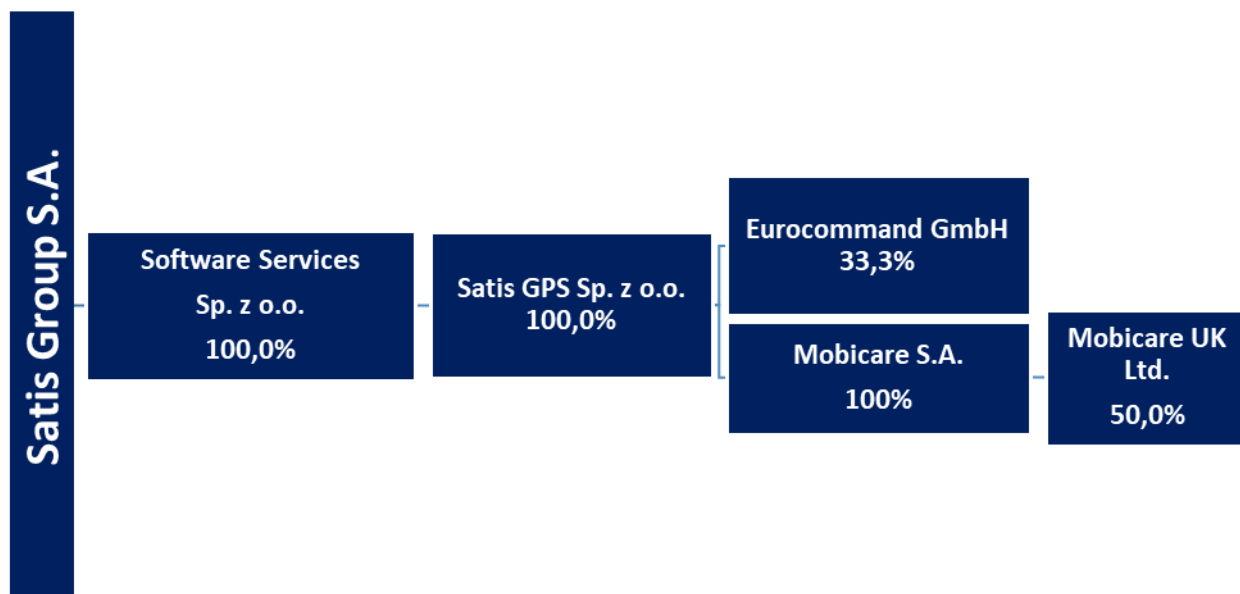 Satis Group S.A.
Software Services
Sp. z o.o.
100,0%
Satis GPS Sp. z o.o.
100,0%
Eurocommand GmbH
33,3%
Mobicare S.A.
100%
Mobicare UK
Ltd.
50,0%